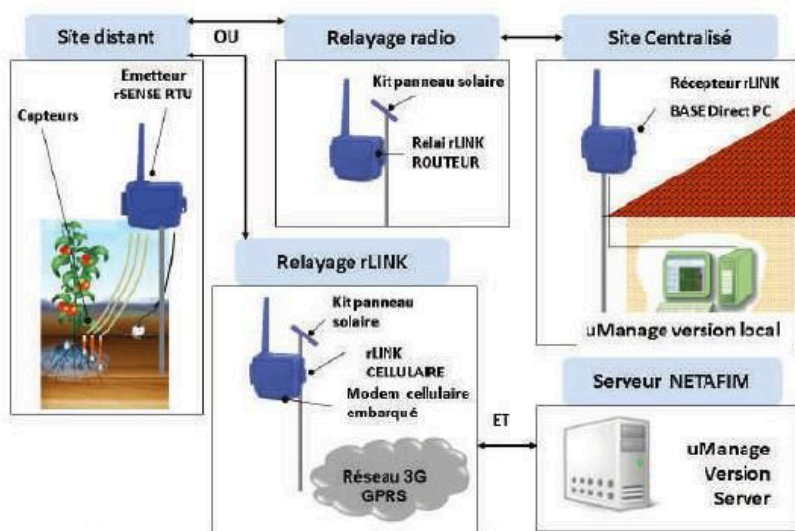 Site distant
OU
Relayage radio
Site Centralisé
Emetteur
rSENSE RTU
Capteurs
Kit panneau solaire
Relai rLINK
ROUTEUR
Récepteur rLINK
BASE Direct PC
uManage version local
Relayage rLINK
Kit panneau
solaire
rLINK
CELLULAIRE
Modem cellulaire
embarqué
Réseau 3G
GPRS
ET
Serveur NETAFIM
uManage
Version
Server